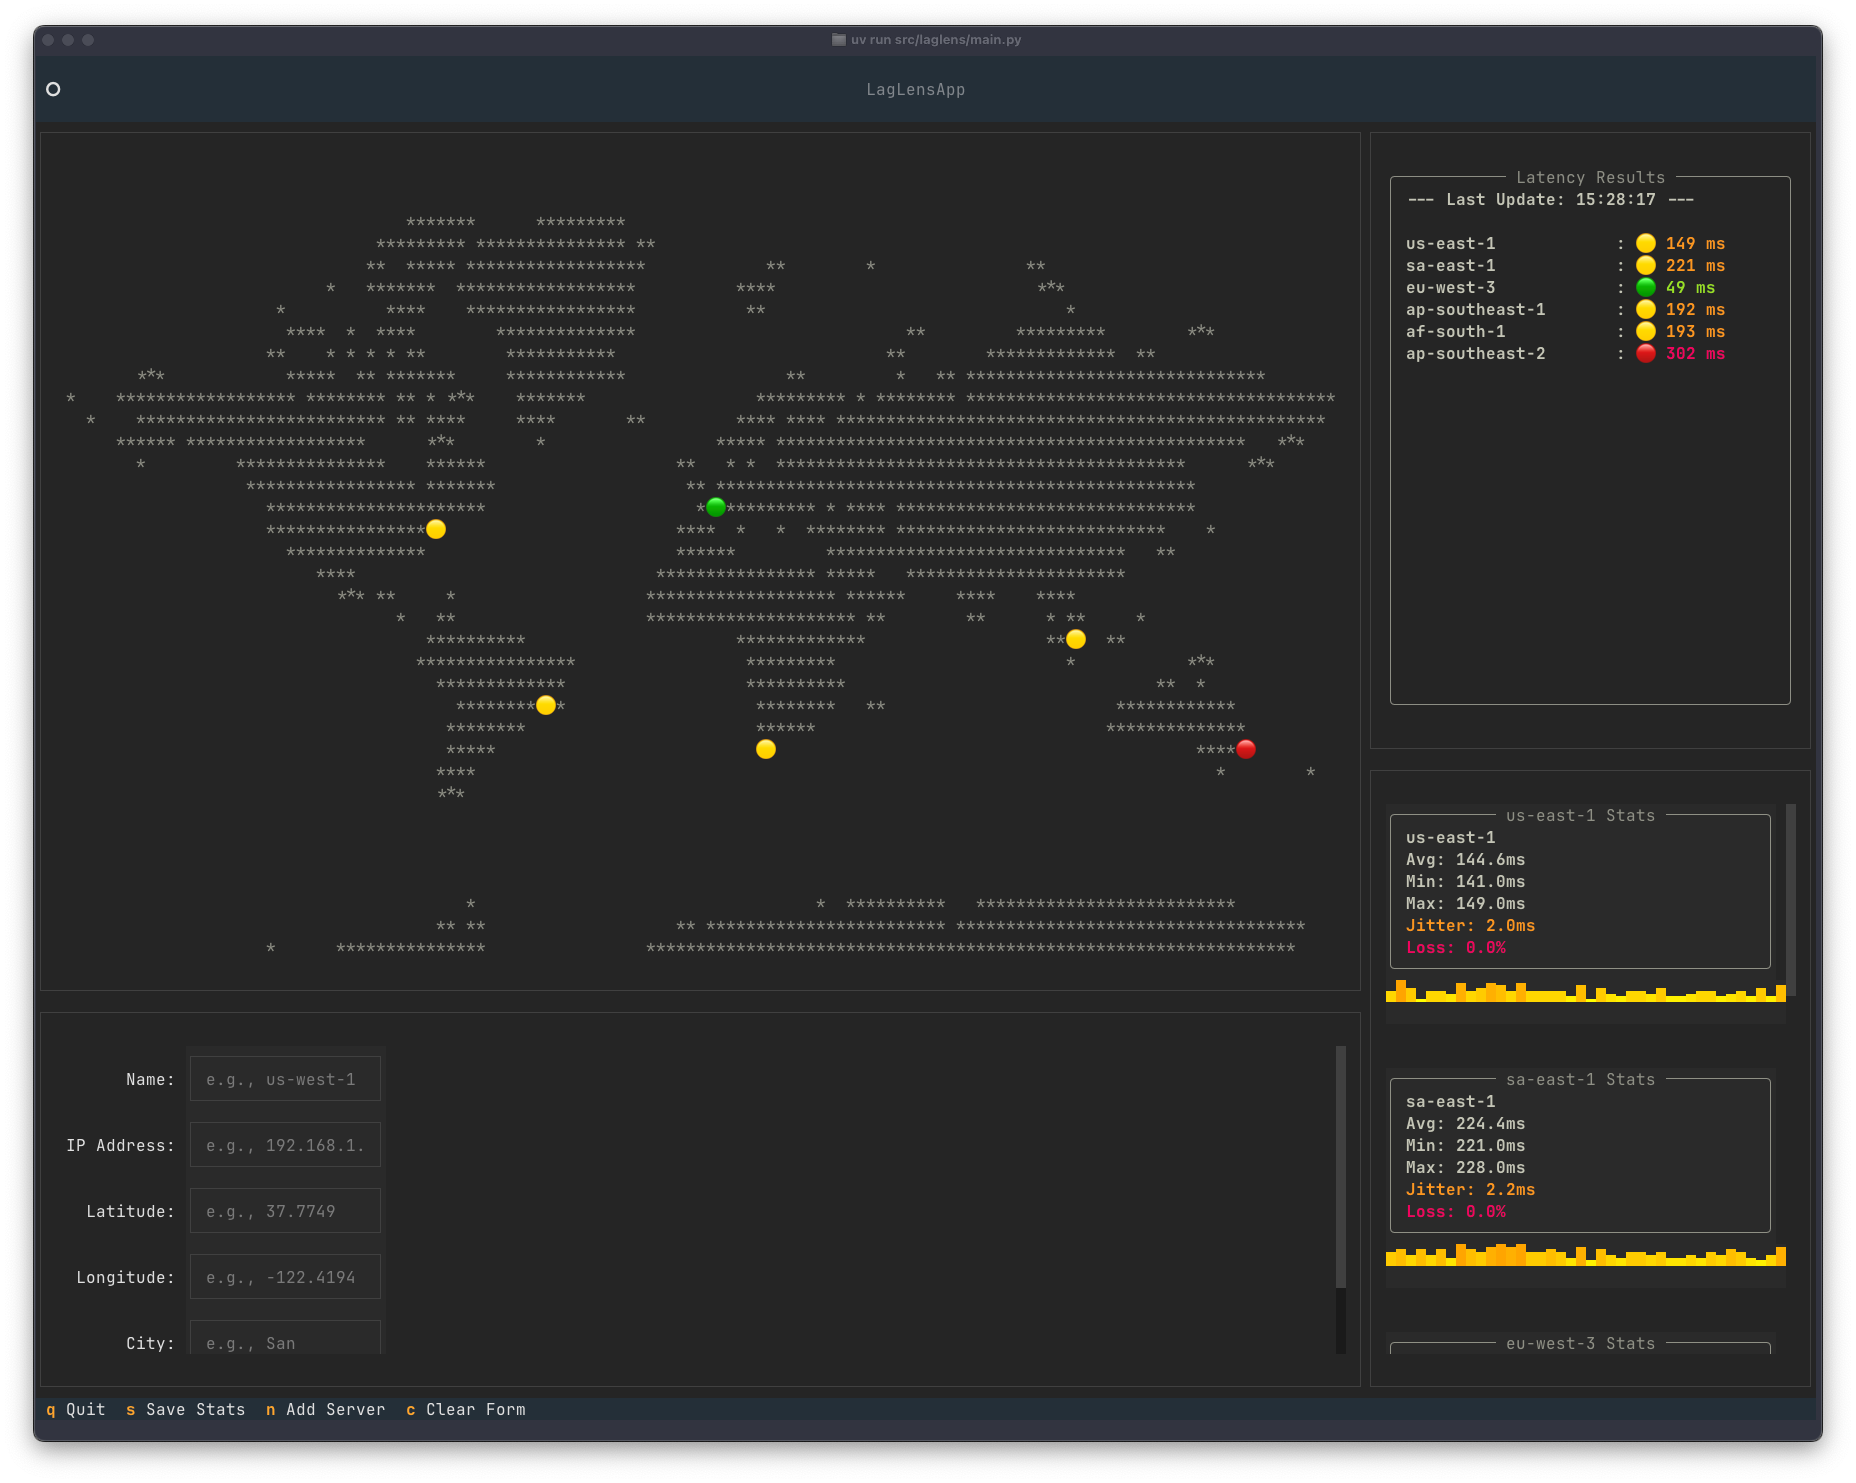 uv run src/laglens/main.py
LagLensApp
Latency Results
--- Last Update: 15:28:17 ---
us-east-1 : 149 ms
sa-east-1 : 221 ms
eu-west-3 : 49 ms
ap-southeast-1 : 192 ms
af-south-1 : 193 ms
ap-southeast-2 : 302 ms
us-east-1 Stats
us-east-1
Avg: 144.6ms
Min: 141.0ms
Max: 149.0ms
Jitter: 2.0ms
Loss: 0.0%
sa-east-1 Stats
sa-east-1
Avg: 224.4ms
Min: 221.0ms
Max: 228.0ms
Jitter: 2.2ms
Loss: 0.0%
eu-west-3 Stats
Name: e.g., us-west-1
IP Address: e.g., 192.168.1.
Latitude: e.g., 37.7749
Longitude: e.g., -122.4194
City: e.g., San
q Quit s Save Stats n Add Server c Clear Form